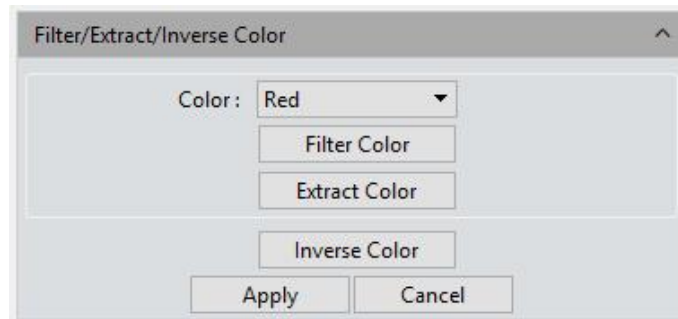 Filter/Extract/Inverse Color
Color: Red
Filter Color
Extract Color
Inverse Color
Apply Cancel